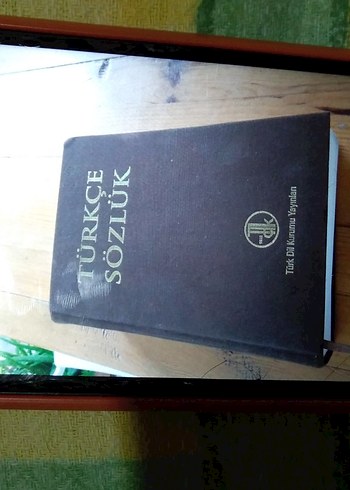 TÜRKÇE
SÖZLÜK
tdk
Türk Dil Kurumu Yayınları